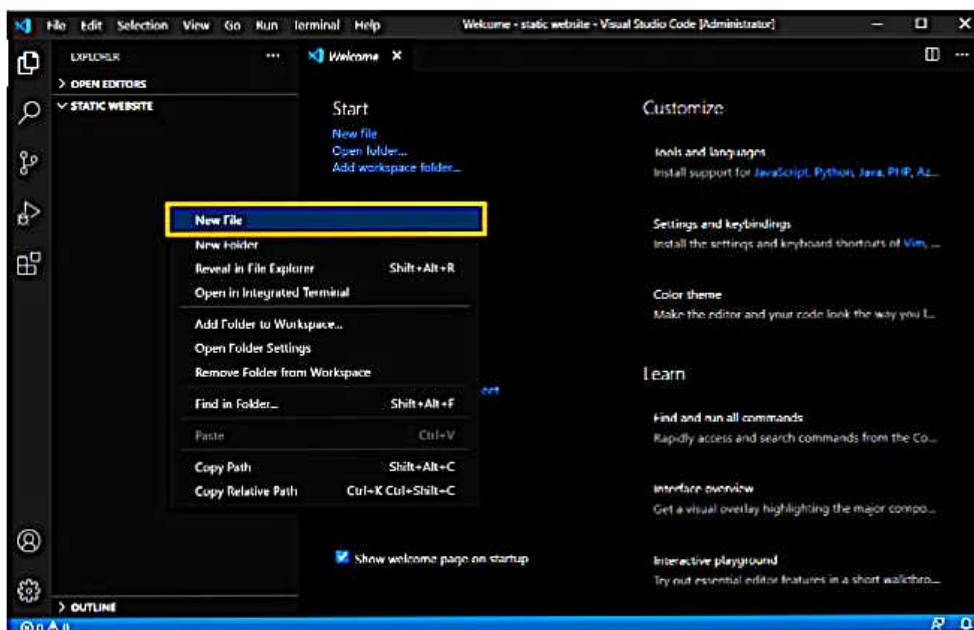 File Edit Selection View Go Run Terminal Help
Welcome - static website - Visual Studio Code [Administrator]
EXPLORER
Welcome
OPEN EDITORS
STATIC WEBSITE
Start
New file
Open folder...
Add workspace folder...
New File
New Folder
Reveal in File Explorer Shift+Alt+R
Open in Integrated Terminal
Add Folder to Workspace...
Open Folder Settings
Remove Folder from Workspace
Find in Folder... Shift+Alt+F
Paste Ctrl+V
Copy Path Shift+Alt+C
Copy Relative Path Ctrl+K Ctrl+Shift+C
Show welcome page on startup
Customize
Tools and languages
Install support for JavaScript, Python, Java, PHP, Az...
Settings and keybindings
Install the settings and keyboard shortcuts of Vim, ...
Color theme
Make the editor and your code look the way you l...
Learn
Find and run all commands
Rapidly access and search commands from the Co...
Interface overview
Get a visual overlay highlighting the major compo...
Interactive playground
Try out essential editor features in a short walkthro...
OUTLINE
0 0